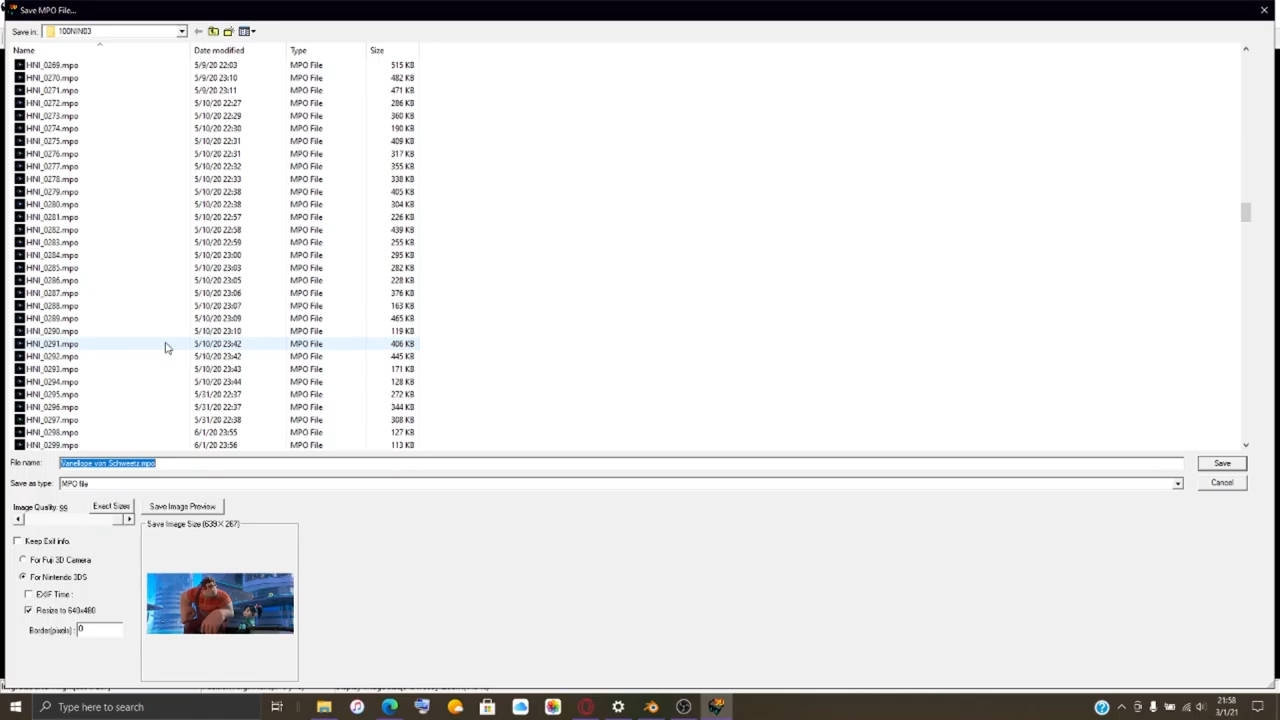 Save MPO File...
Save in: 100NIN03
Name Date modified Type Size
HNI_0269.mpo 5/9/20 22:03 MPO File 515 KB
HNI_0270.mpo 5/9/20 23:10 MPO File 482 KB
HNI_0271.mpo 5/9/20 23:11 MPO File 471 KB
HNI_0272.mpo 5/10/20 22:27 MPO File 286 KB
HNI_0273.mpo 5/10/20 22:29 MPO File 360 KB
HNI_0274.mpo 5/10/20 22:30 MPO File 190 KB
HNI_0275.mpo 5/10/20 22:31 MPO File 409 KB
HNI_0276.mpo 5/10/20 22:31 MPO File 317 KB
HNI_0277.mpo 5/10/20 22:32 MPO File 355 KB
HNI_0278.mpo 5/10/20 22:33 MPO File 338 KB
HNI_0279.mpo 5/10/20 22:38 MPO File 405 KB
HNI_0280.mpo 5/10/20 22:38 MPO File 304 KB
HNI_0281.mpo 5/10/20 22:57 MPO File 226 KB
HNI_0282.mpo 5/10/20 22:58 MPO File 439 KB
HNI_0283.mpo 5/10/20 22:59 MPO File 255 KB
HNI_0284.mpo 5/10/20 23:00 MPO File 295 KB
HNI_0285.mpo 5/10/20 23:03 MPO File 282 KB
HNI_0286.mpo 5/10/20 23:05 MPO File 228 KB
HNI_0287.mpo 5/10/20 23:06 MPO File 376 KB
HNI_0288.mpo 5/10/20 23:07 MPO File 163 KB
HNI_0289.mpo 5/10/20 23:09 MPO File 465 KB
HNI_0290.mpo 5/10/20 23:10 MPO File 119 KB
HNI_0291.mpo 5/10/20 23:42 MPO File 406 KB
HNI_0292.mpo 5/10/20 23:42 MPO File 445 KB
HNI_0293.mpo 5/10/20 23:43 MPO File 171 KB
HNI_0294.mpo 5/10/20 23:44 MPO File 128 KB
HNI_0295.mpo 5/31/20 22:37 MPO File 272 KB
HNI_0296.mpo 5/31/20 22:37 MPO File 344 KB
HNI_0297.mpo 5/31/20 22:38 MPO File 308 KB
HNI_0298.mpo 6/1/20 23:55 MPO File 127 KB
HNI_0299.mpo 6/1/20 23:56 MPO File 113 KB
File name: Vanellope von Schweetz.mpo Save
Save as type: MPO file Cancel
Image Quality: 99 Exact Sizes Save Image Preview
Save Image Size (639 X 267)
Keep Exif info.
For Fuji 3D Camera
For Nintendo 3DS
EXIF Time :
Resize to 640x480
Border(pixels) : 0
Type here to search
21:58
3/1/21